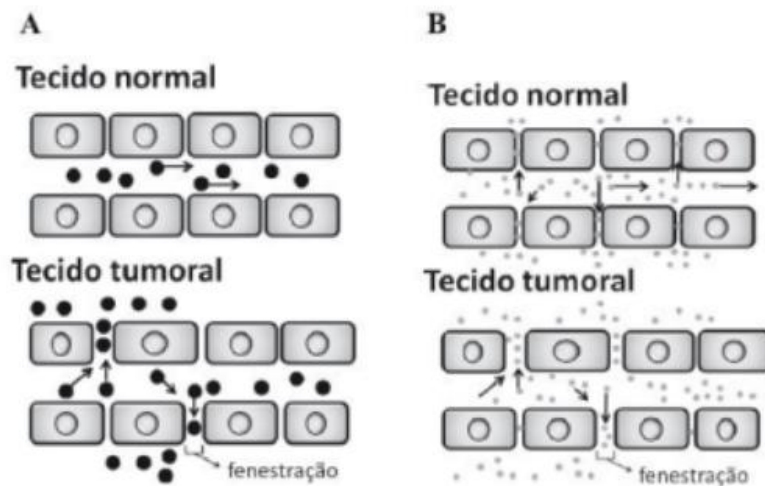 A
Tecido normal
Tecido tumoral
fenestração
B
Tecido normal
Tecido tumoral
fenestração